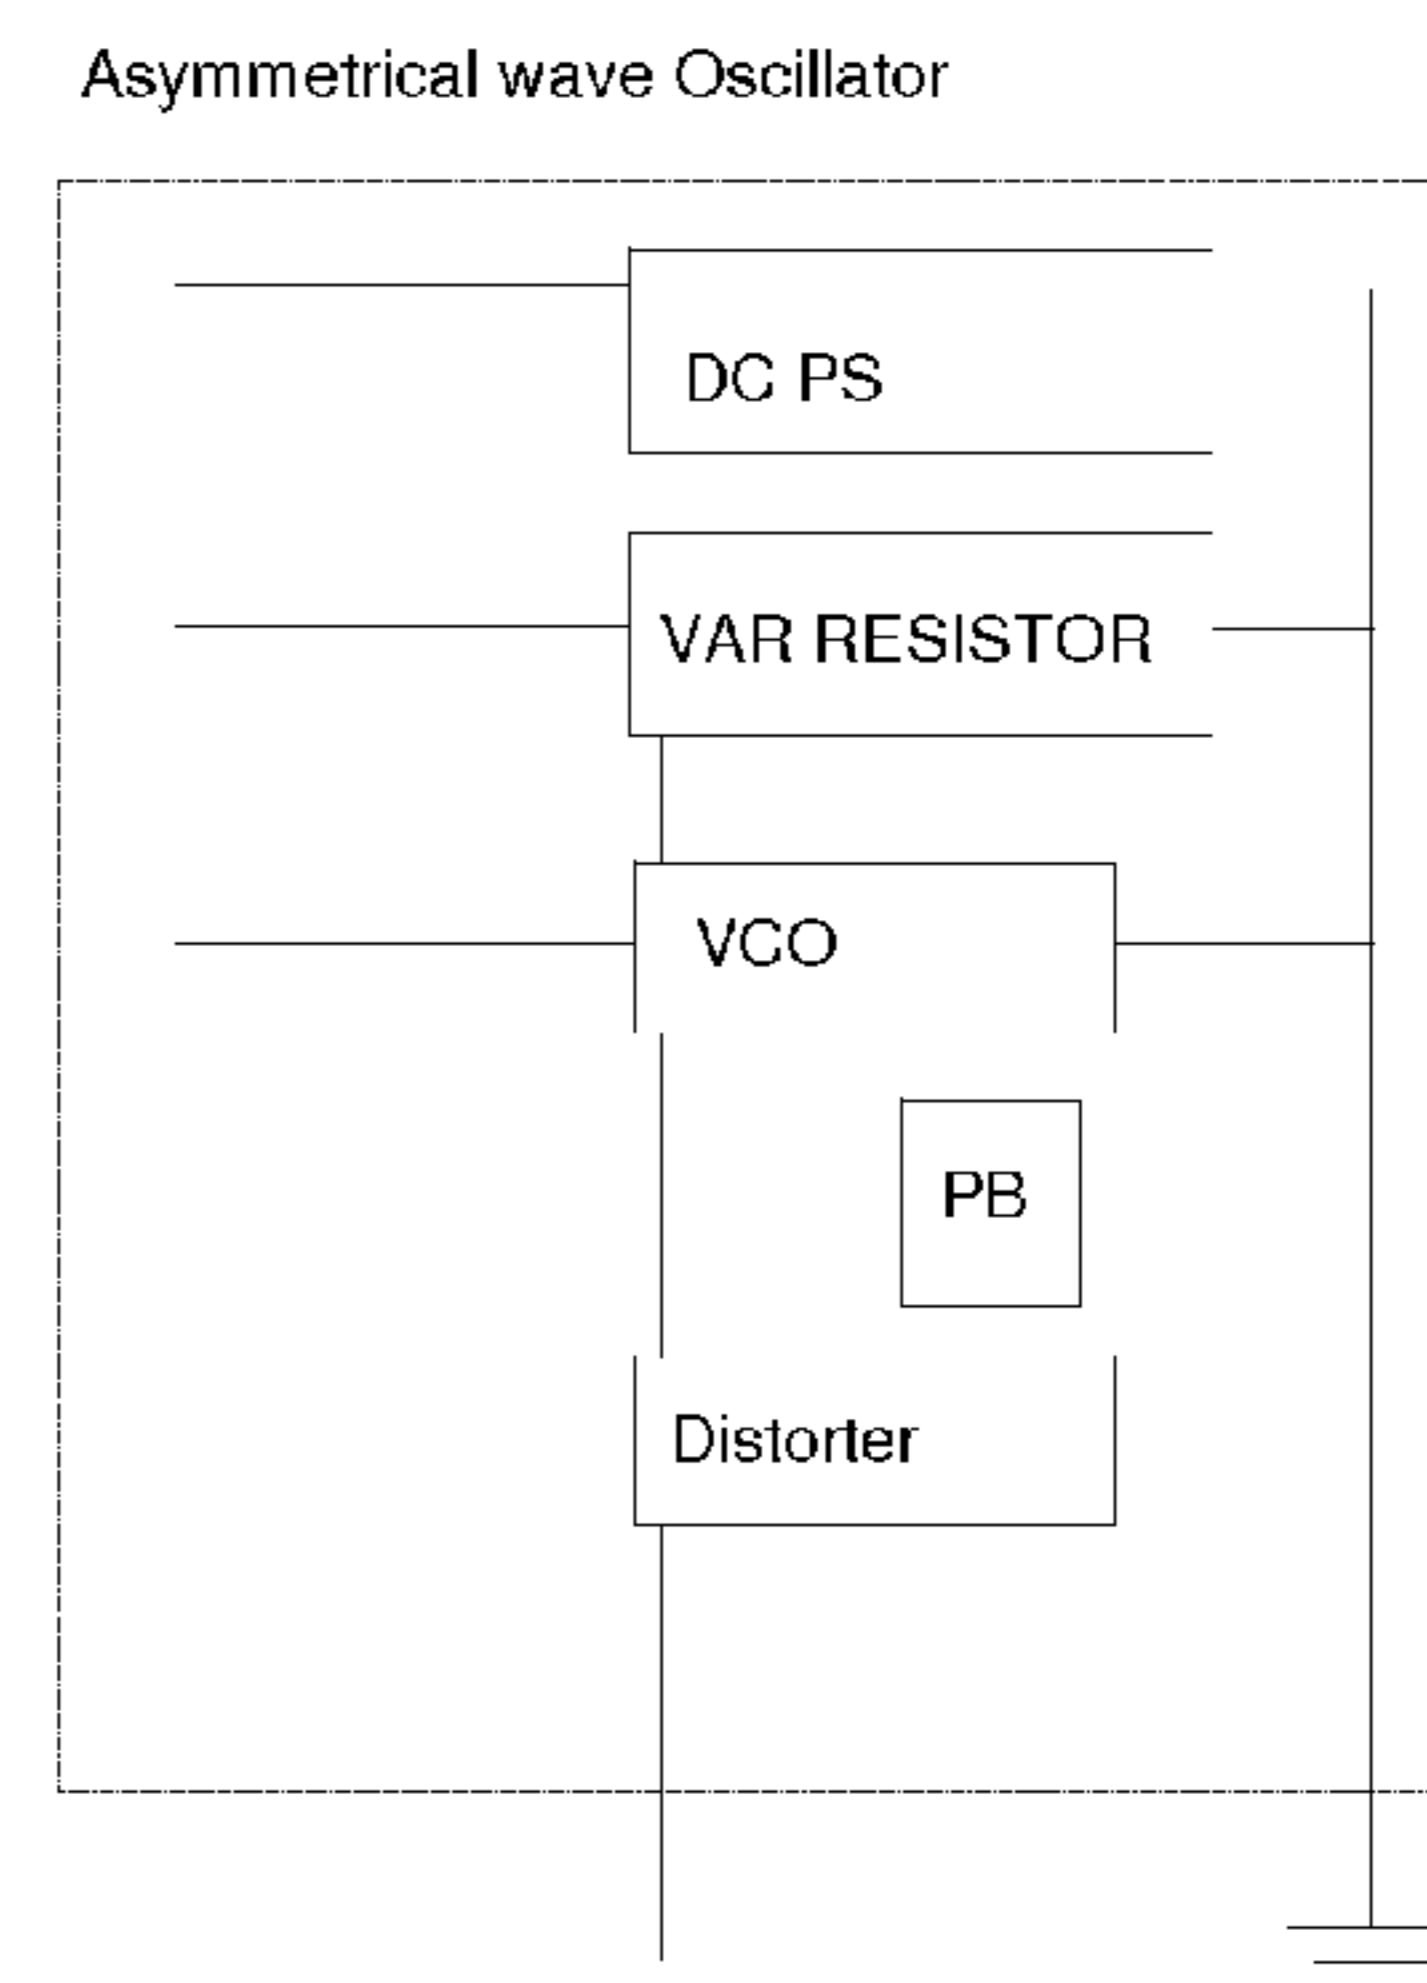 Asymmetrical wave Oscillator
DC PS
VAR RESISTOR
VCO
PB
Distorter